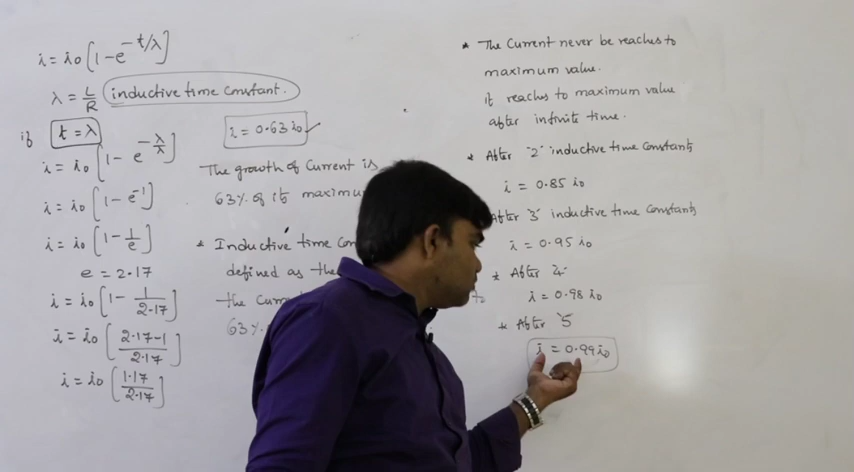 i = i₀ [1 - e^(-t/λ)]
λ = L/R inductive time constant.
if t = λ
i = i₀ [1 - e^(-λ/λ)]
i = i₀ [1 - e⁻¹]
i = i₀ [1 - 1/e]
e = 2.17
i = i₀ [1 - 1/2.17]
i = i₀ [2.17-1/2.17]
i = i₀ [1.17/2.17]
i = 0.63 i₀
The growth of Current is
63% of its maximu
* Inductive time con
defined as the
the Curr
63%
* The Current never be reaches to
maximum value.
it reaches to maximum value
after infinite time.
* After "2" inductive time Constants
i = 0.85 i₀
After '3' inductive time Constants
i = 0.95 i₀
* After 4
i = 0.98 i₀
* After '5
i = 0.99 i₀